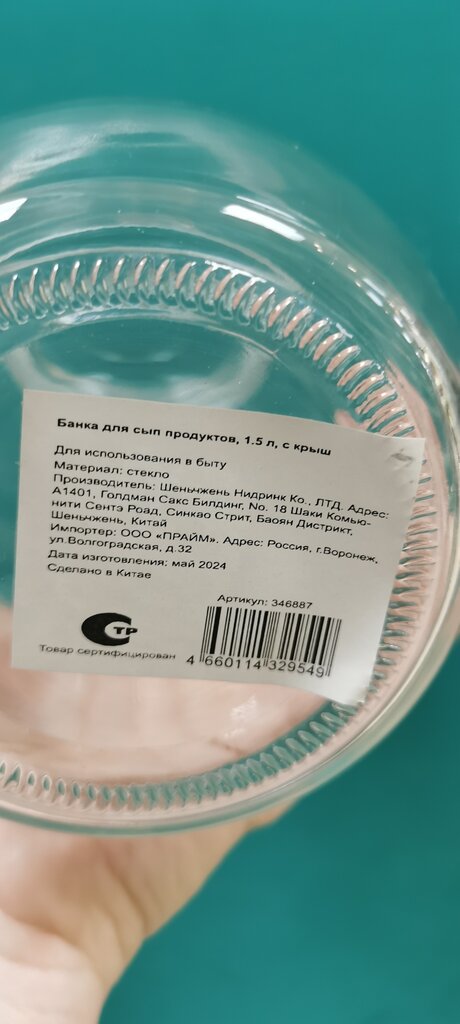 Банка для сып продуктов, 1.5 л, с крыш
Для использования в быту
Материал: стекло
Производитель: Шеньчжень Нидринк Ко., ЛТД. Адрес:
А1401, Голдман Сакс Билдинг, No. 18 Шаки Комью-
нити Сентэ Роад, Синкао Стрит, Баоян Дистрикт,
Шеньчжень, Китай
Импортер: ООО «ПРАЙМ». Адрес: Россия, г.Воронеж,
ул.Волгоградская, д.32
Дата изготовления: май 2024
Сделано в Китае
Артикул: 346887
СТР
Товар сертифицирован
4 660114 329549